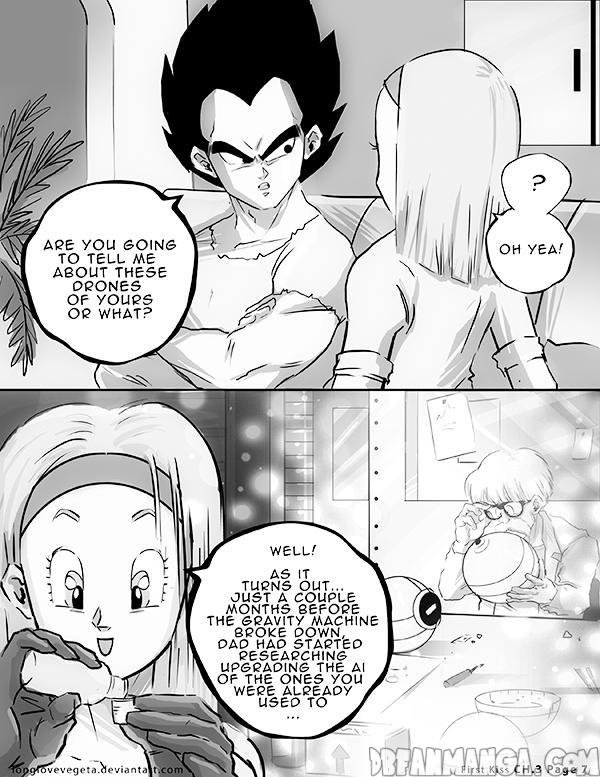 ARE YOU GOING
TO TELL ME
ABOUT THESE
DRONES
OF YOURS
OR WHAT?
?
OH YEA!
WELL!
AS IT
TURNS OUT...
JUST A COUPLE
MONTHS BEFORE
THE GRAVITY MACHINE
BROKE DOWN,
DAD HAD STARTED
RESEARCHING
UPGRADING THE AI
OF THE ONES YOU
WERE ALREADY
USED TO
...
DBFANMANGA.COM
longlovevegeta.deviantart.com
First Kiss CH.3 Page 7